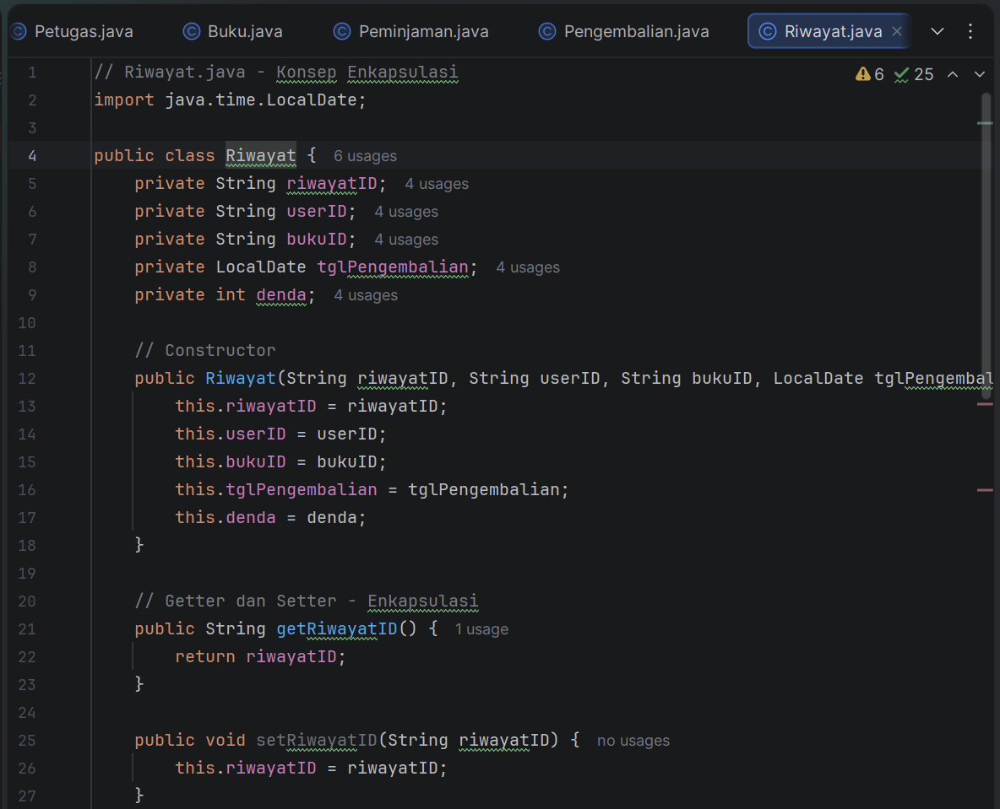 Petugas.java Buku.java Peminjaman.java Pengembalian.java Riwayat.java
6 25
1 // Riwayat.java - Konsep Enkapsulasi
2 import java.time.LocalDate;
3
4 public class Riwayat { 6 usages
5 private String riwayatID; 4 usages
6 private String userID; 4 usages
7 private String bukuID; 4 usages
8 private LocalDate tglPengembalian; 4 usages
9 private int denda; 4 usages
10
11 // Constructor
12 public Riwayat(String riwayatID, String userID, String bukuID, LocalDate tglPengembal
13 this.riwayatID = riwayatID;
14 this.userID = userID;
15 this.bukuID = bukuID;
16 this.tglPengembalian = tglPengembalian;
17 this.denda = denda;
18 }
19
20 // Getter dan Setter - Enkapsulasi
21 public String getRiwayatID() { 1 usage
22 return riwayatID;
23 }
24
25 public void setRiwayatID(String riwayatID) { no usages
26 this.riwayatID = riwayatID;
27 }